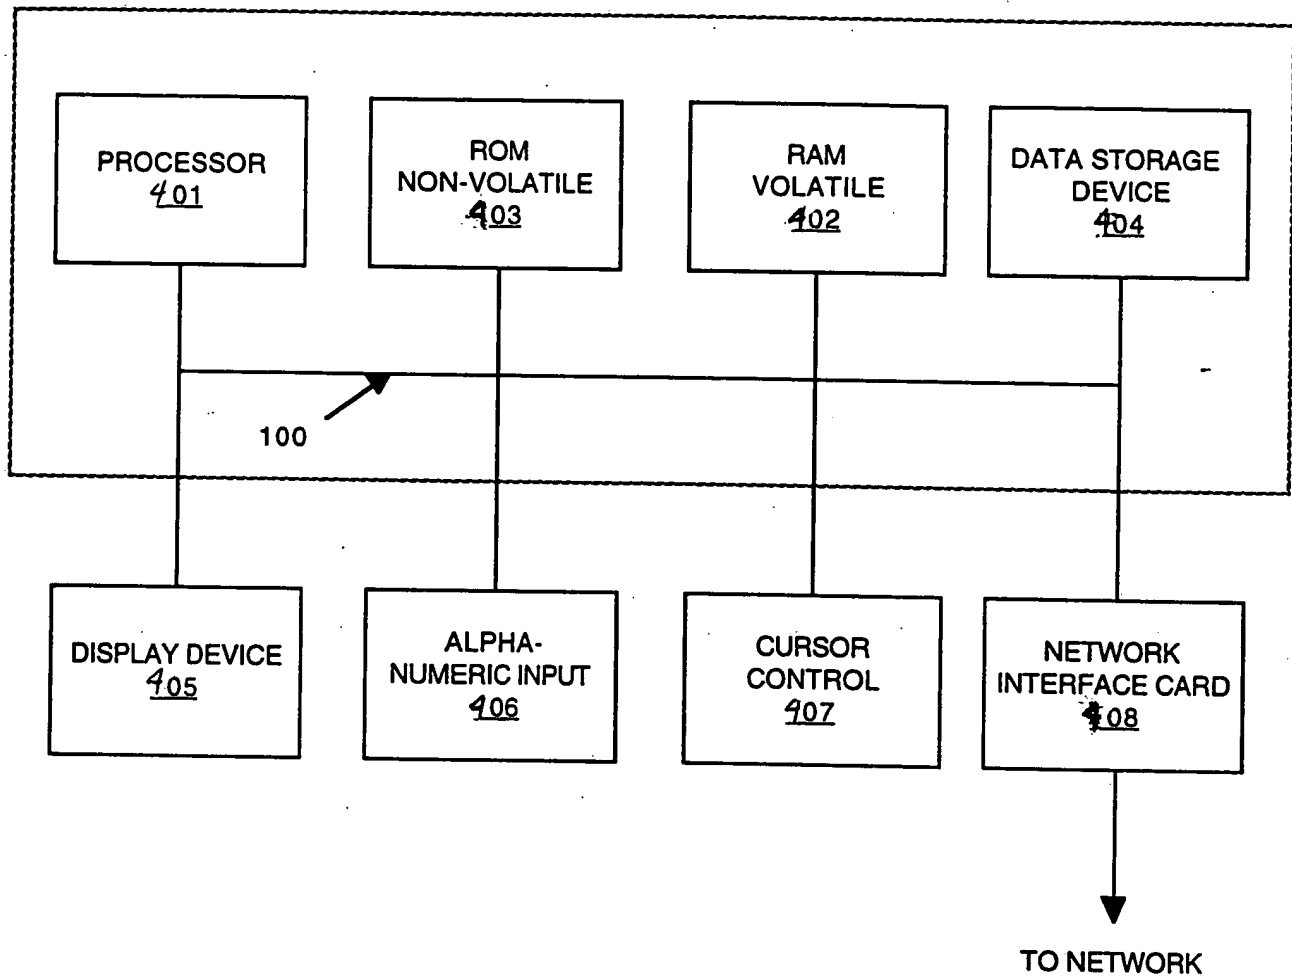 PROCESSOR
401
ROM
NON-VOLATILE
403
RAM
VOLATILE
402
DATA STORAGE
DEVICE
404
100
DISPLAY DEVICE
405
ALPHA-
NUMERIC INPUT
406
CURSOR
CONTROL
407
NETWORK
INTERFACE CARD
408
TO NETWORK